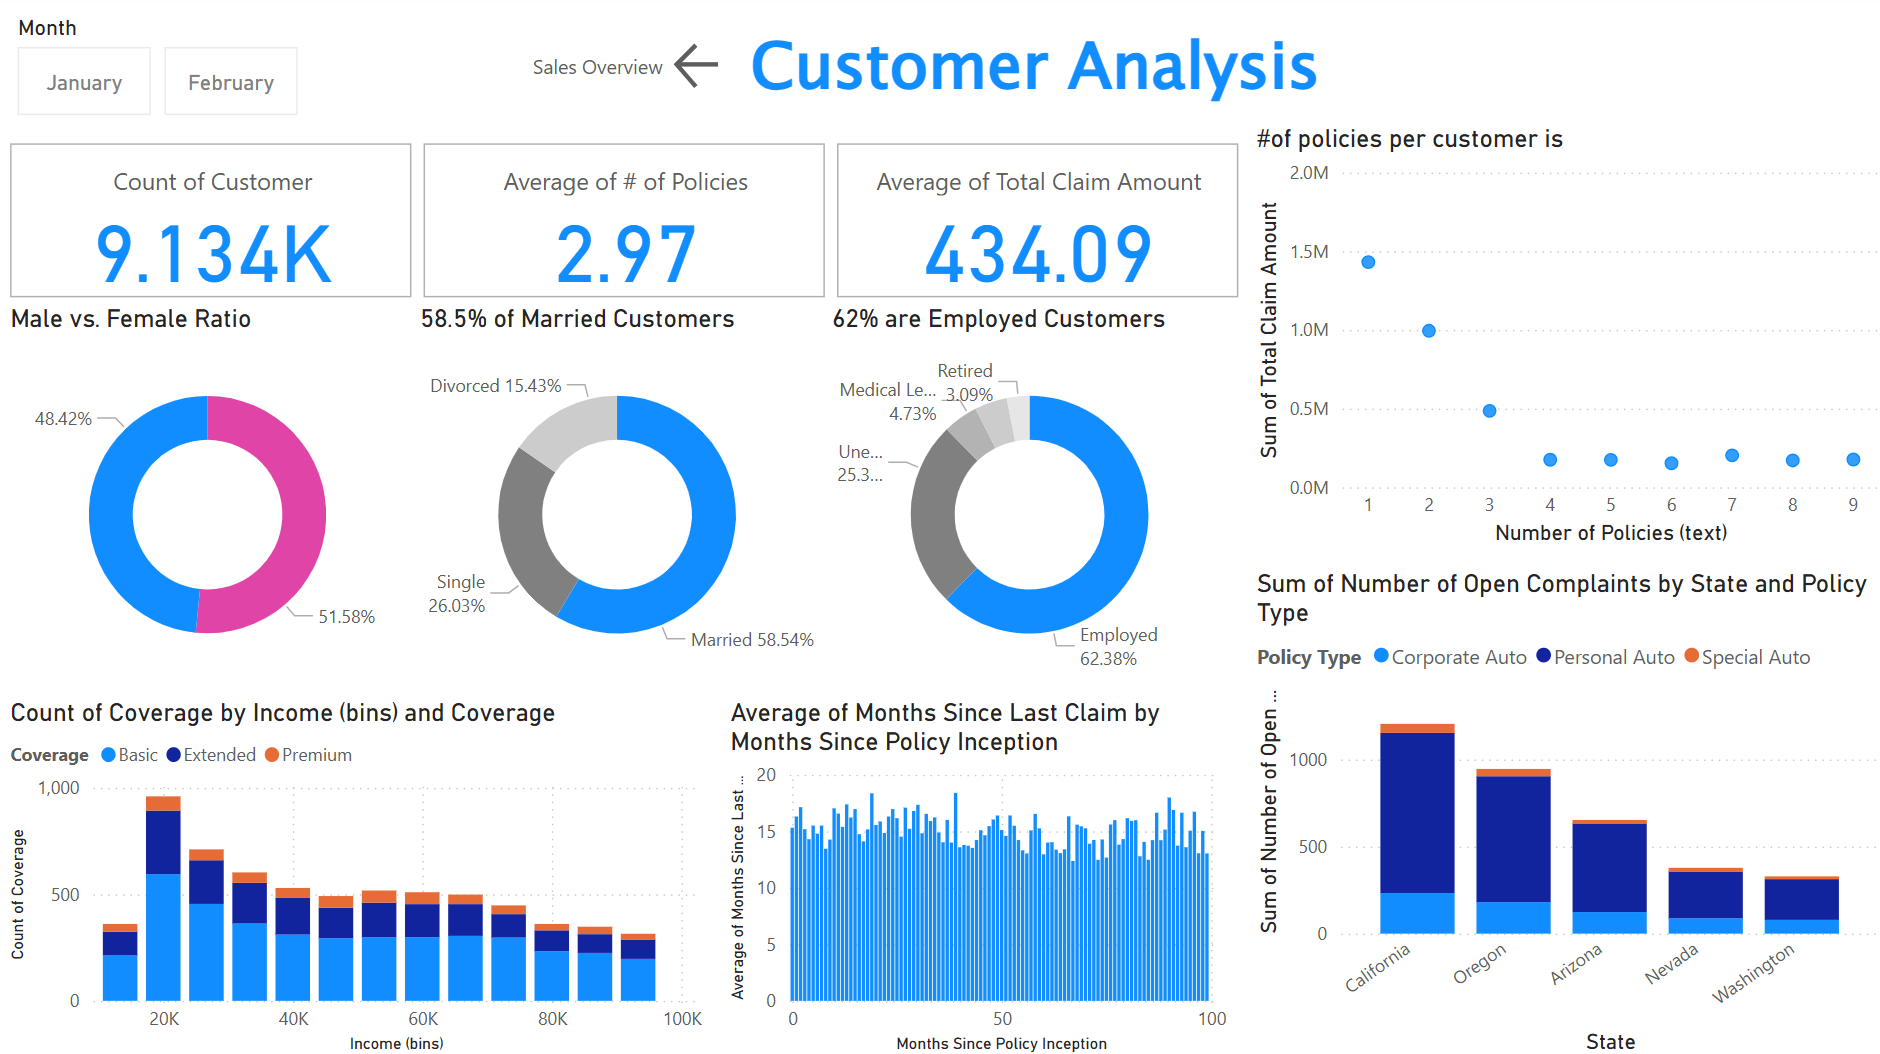 Month
January
February
Sales Overview
Customer Analysis
Count of Customer
9.134K
Average of # of Policies
2.97
Average of Total Claim Amount
434.09
#of policies per customer is
Sum of Total Claim Amount
2.0M
1.5M
1.0M
0.5M
0.0M
1 2 3 4 5 6 7 8 9
Number of Policies (text)
Male vs. Female Ratio
48.42%
51.58%
58.5% of Married Customers
Divorced 15.43%
Single
26.03%
Married 58.54%
62% are Employed Customers
Retired
3.09%
Medical Le...
4.73%
Une...
25.3...
Employed
62.38%
Sum of Number of Open Complaints by State and Policy
Type
Policy Type Corporate Auto Personal Auto Special Auto
Sum of Number of Open ...
1000
500
0
California
Oregon
Arizona
Nevada
Washington
State
Count of Coverage by Income (bins) and Coverage
Coverage Basic Extended Premium
Count of Coverage
1,000
500
0
20K 40K 60K 80K 100K
Income (bins)
Average of Months Since Last Claim by
Months Since Policy Inception
Average of Months Since Last ...
20
15
10
5
0
0 50 100
Months Since Policy Inception